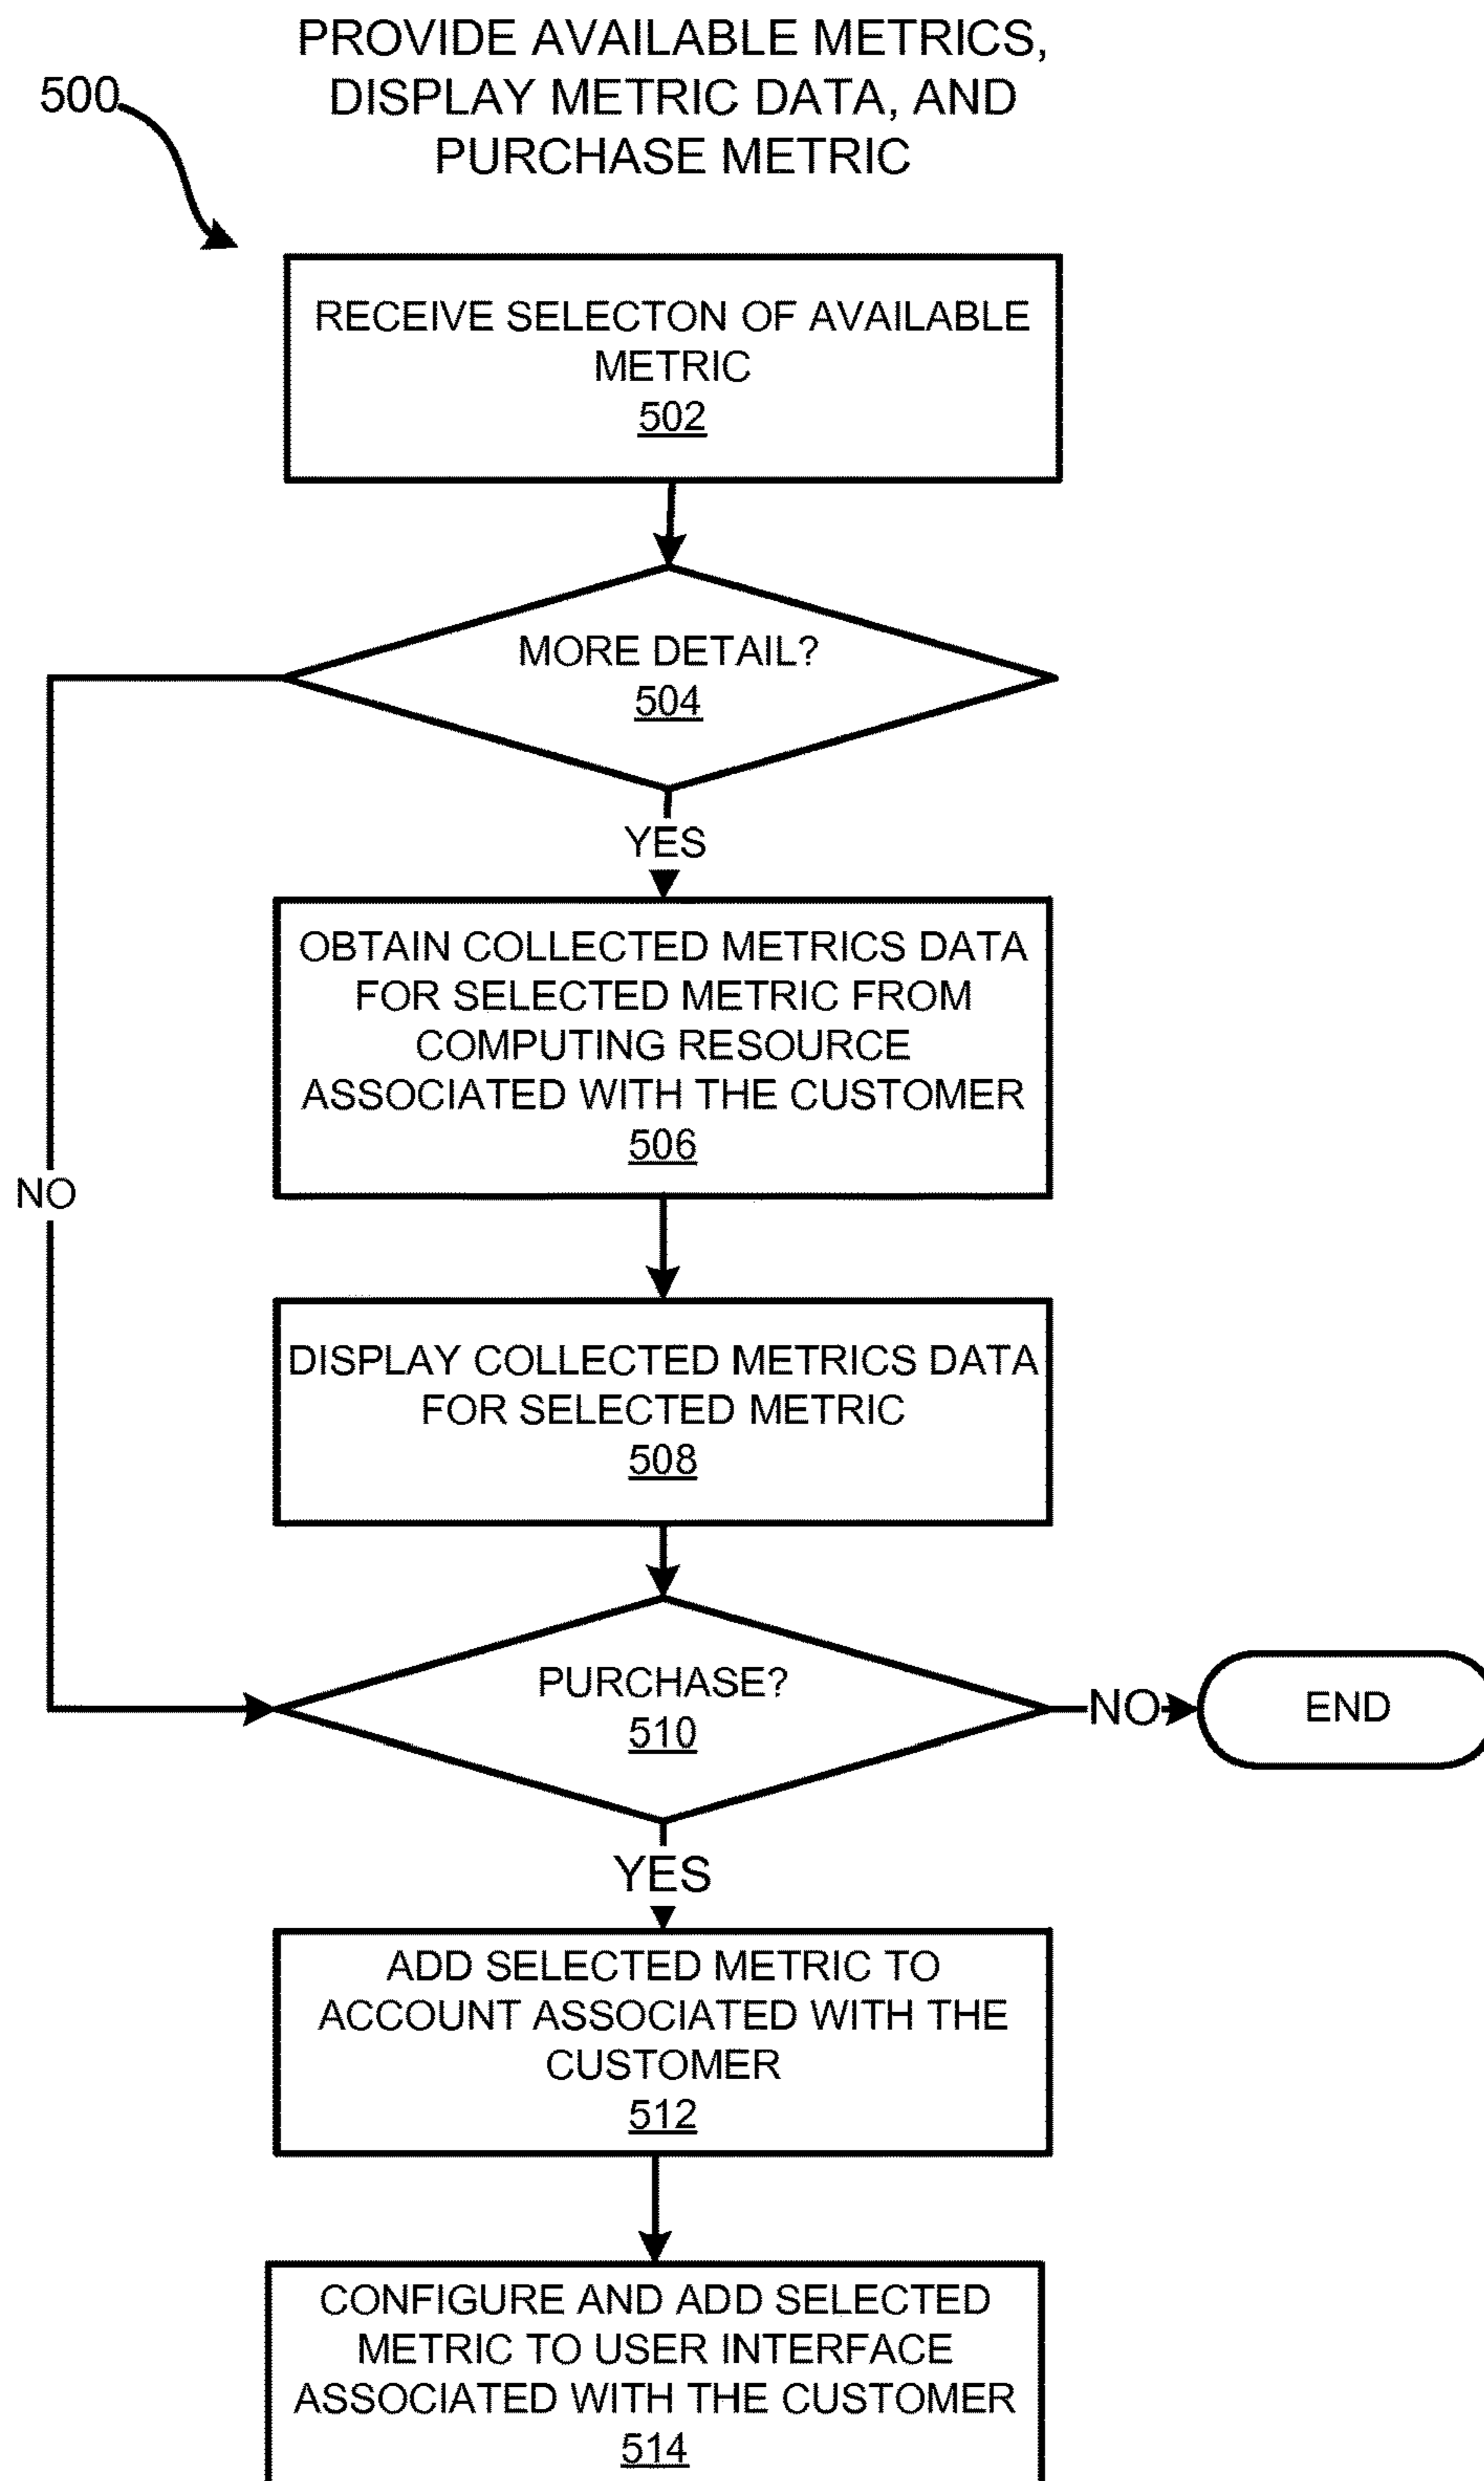 PROVIDE AVAILABLE METRICS,
DISPLAY METRIC DATA, AND
PURCHASE METRIC
500
RECEIVE SELECTON OF AVAILABLE
METRIC
502
MORE DETAIL?
504
YES
OBTAIN COLLECTED METRICS DATA
FOR SELECTED METRIC FROM
COMPUTING RESOURCE
ASSOCIATED WITH THE CUSTOMER
506
NO
DISPLAY COLLECTED METRICS DATA
FOR SELECTED METRIC
508
PURCHASE?
510
NO
END
YES
ADD SELECTED METRIC TO
ACCOUNT ASSOCIATED WITH THE
CUSTOMER
512
CONFIGURE AND ADD SELECTED
METRIC TO USER INTERFACE
ASSOCIATED WITH THE CUSTOMER
514